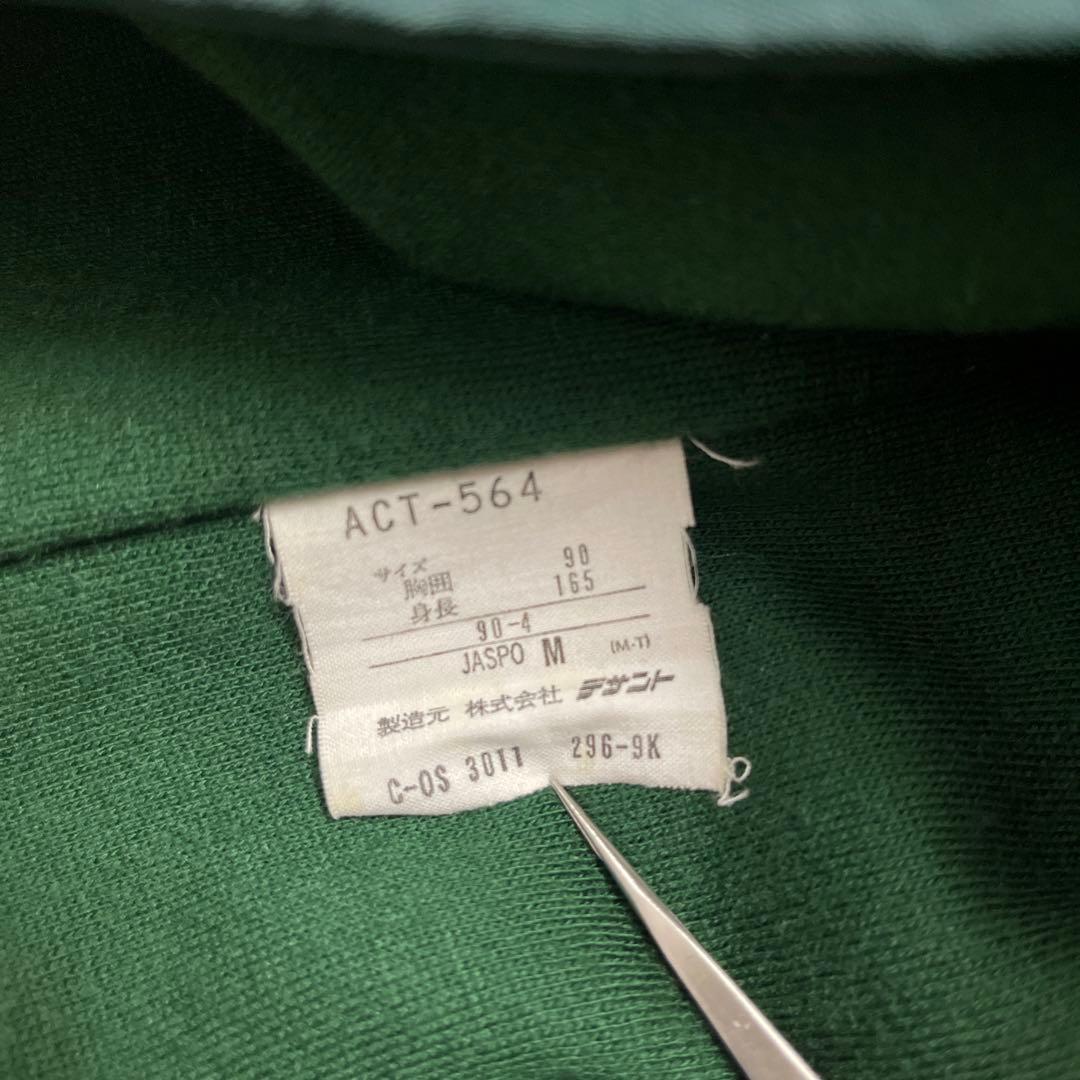 ACT-564
サイズ
胸囲 90
身長 165
90-4
JASPO M (M-T)
製造元 株式会社 デサント
C-OS 3011 296-9K